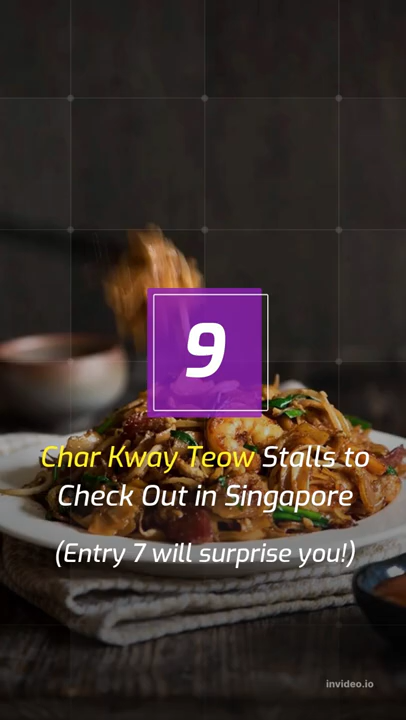 9
Char Kway Teow Stalls to
Check Out in Singapore
(Entry 7 will surprise you!)
invideo.io